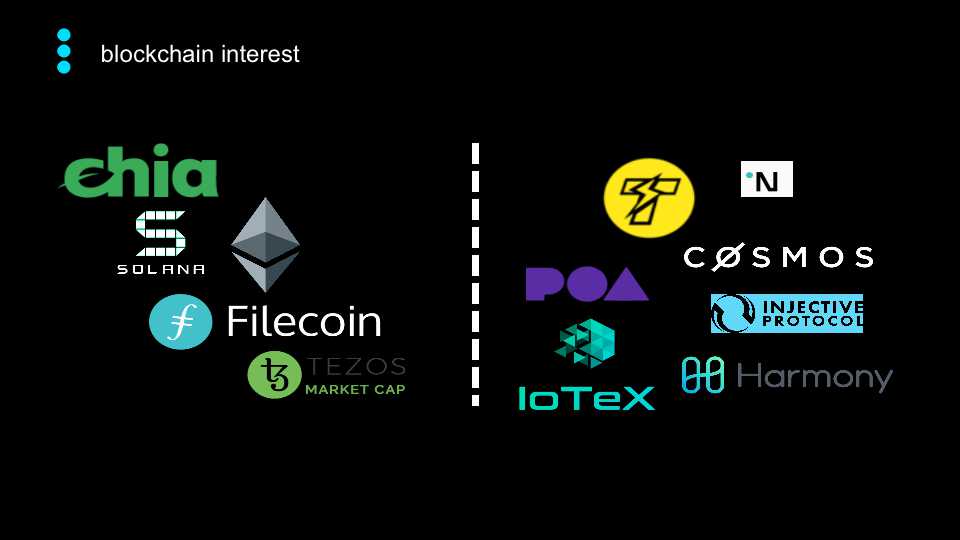 blockchain interest
chia
SOLANA
Filecoin
TEZOS
MARKET CAP
T
N
COSMOS
POA
INJECTIVE
PROTOCOL
IoTeX
Harmony